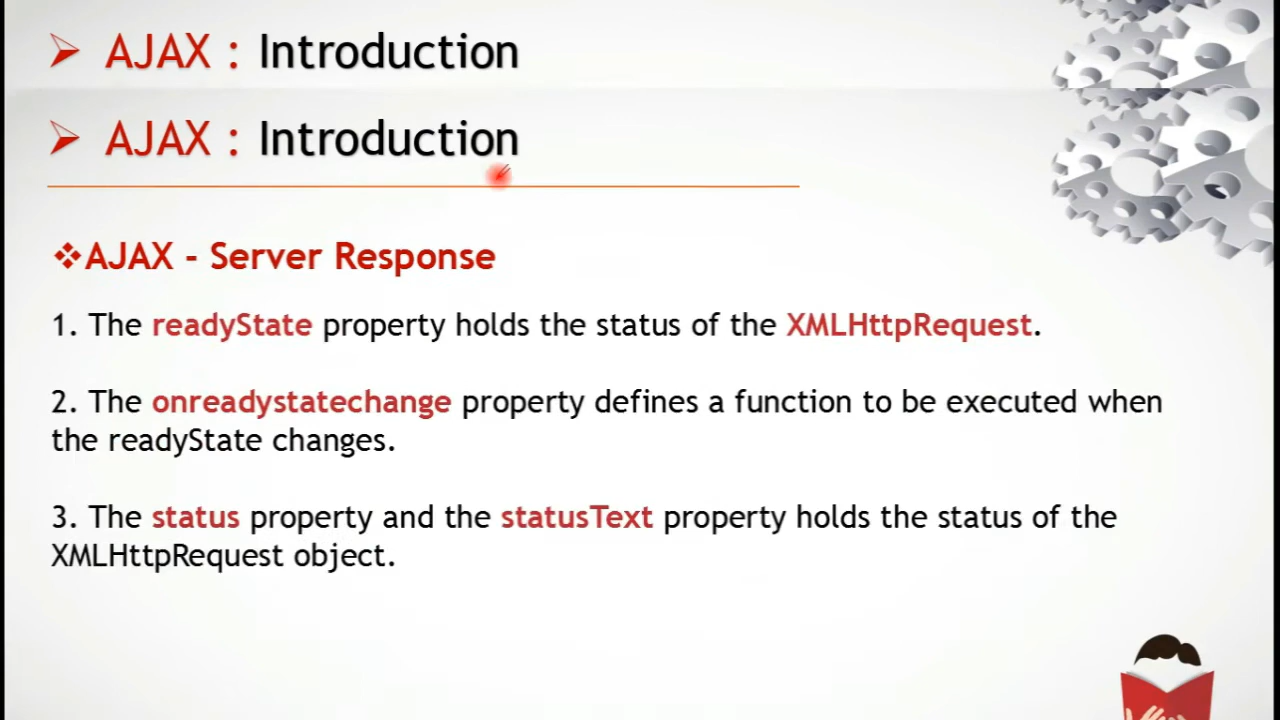 ➢ AJAX : Introduction
➢ AJAX : Introduction
❖AJAX - Server Response
1. The readyState property holds the status of the XMLHttpRequest.
2. The onreadystatechange property defines a function to be executed when
the readyState changes.
3. The status property and the statusText property holds the status of the
XMLHttpRequest object.